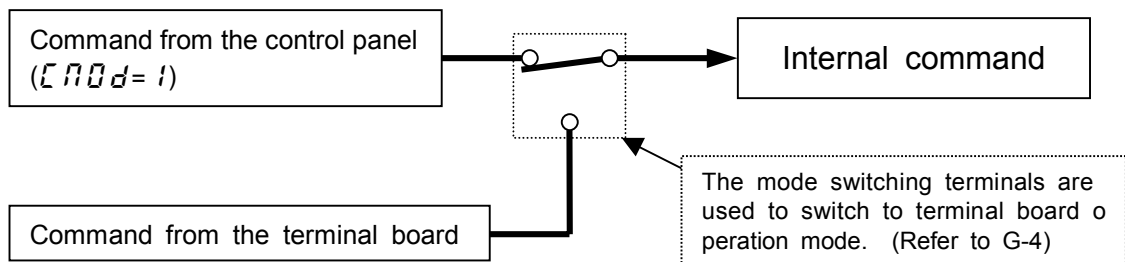 Command from the control panel
(CMOd= 1)
Internal command
The mode switching terminals are
used to switch to terminal board o
peration mode. (Refer to G-4)
Command from the terminal board